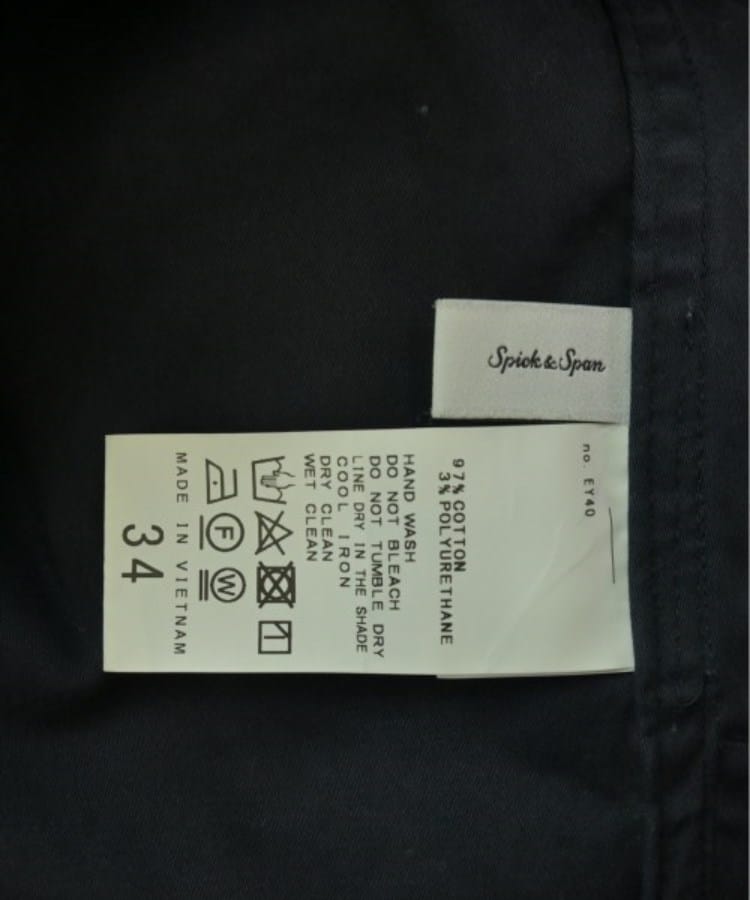 Spick & Span
no. EY40
97% COTTON
3% POLYURETHANE
HAND WASH
DO NOT BLEACH
DO NOT TUMBLE DRY
LINE DRY IN THE SHADE
COOL IRON
DRY CLEAN
WET CLEAN
F W
MADE IN VIETNAM
34